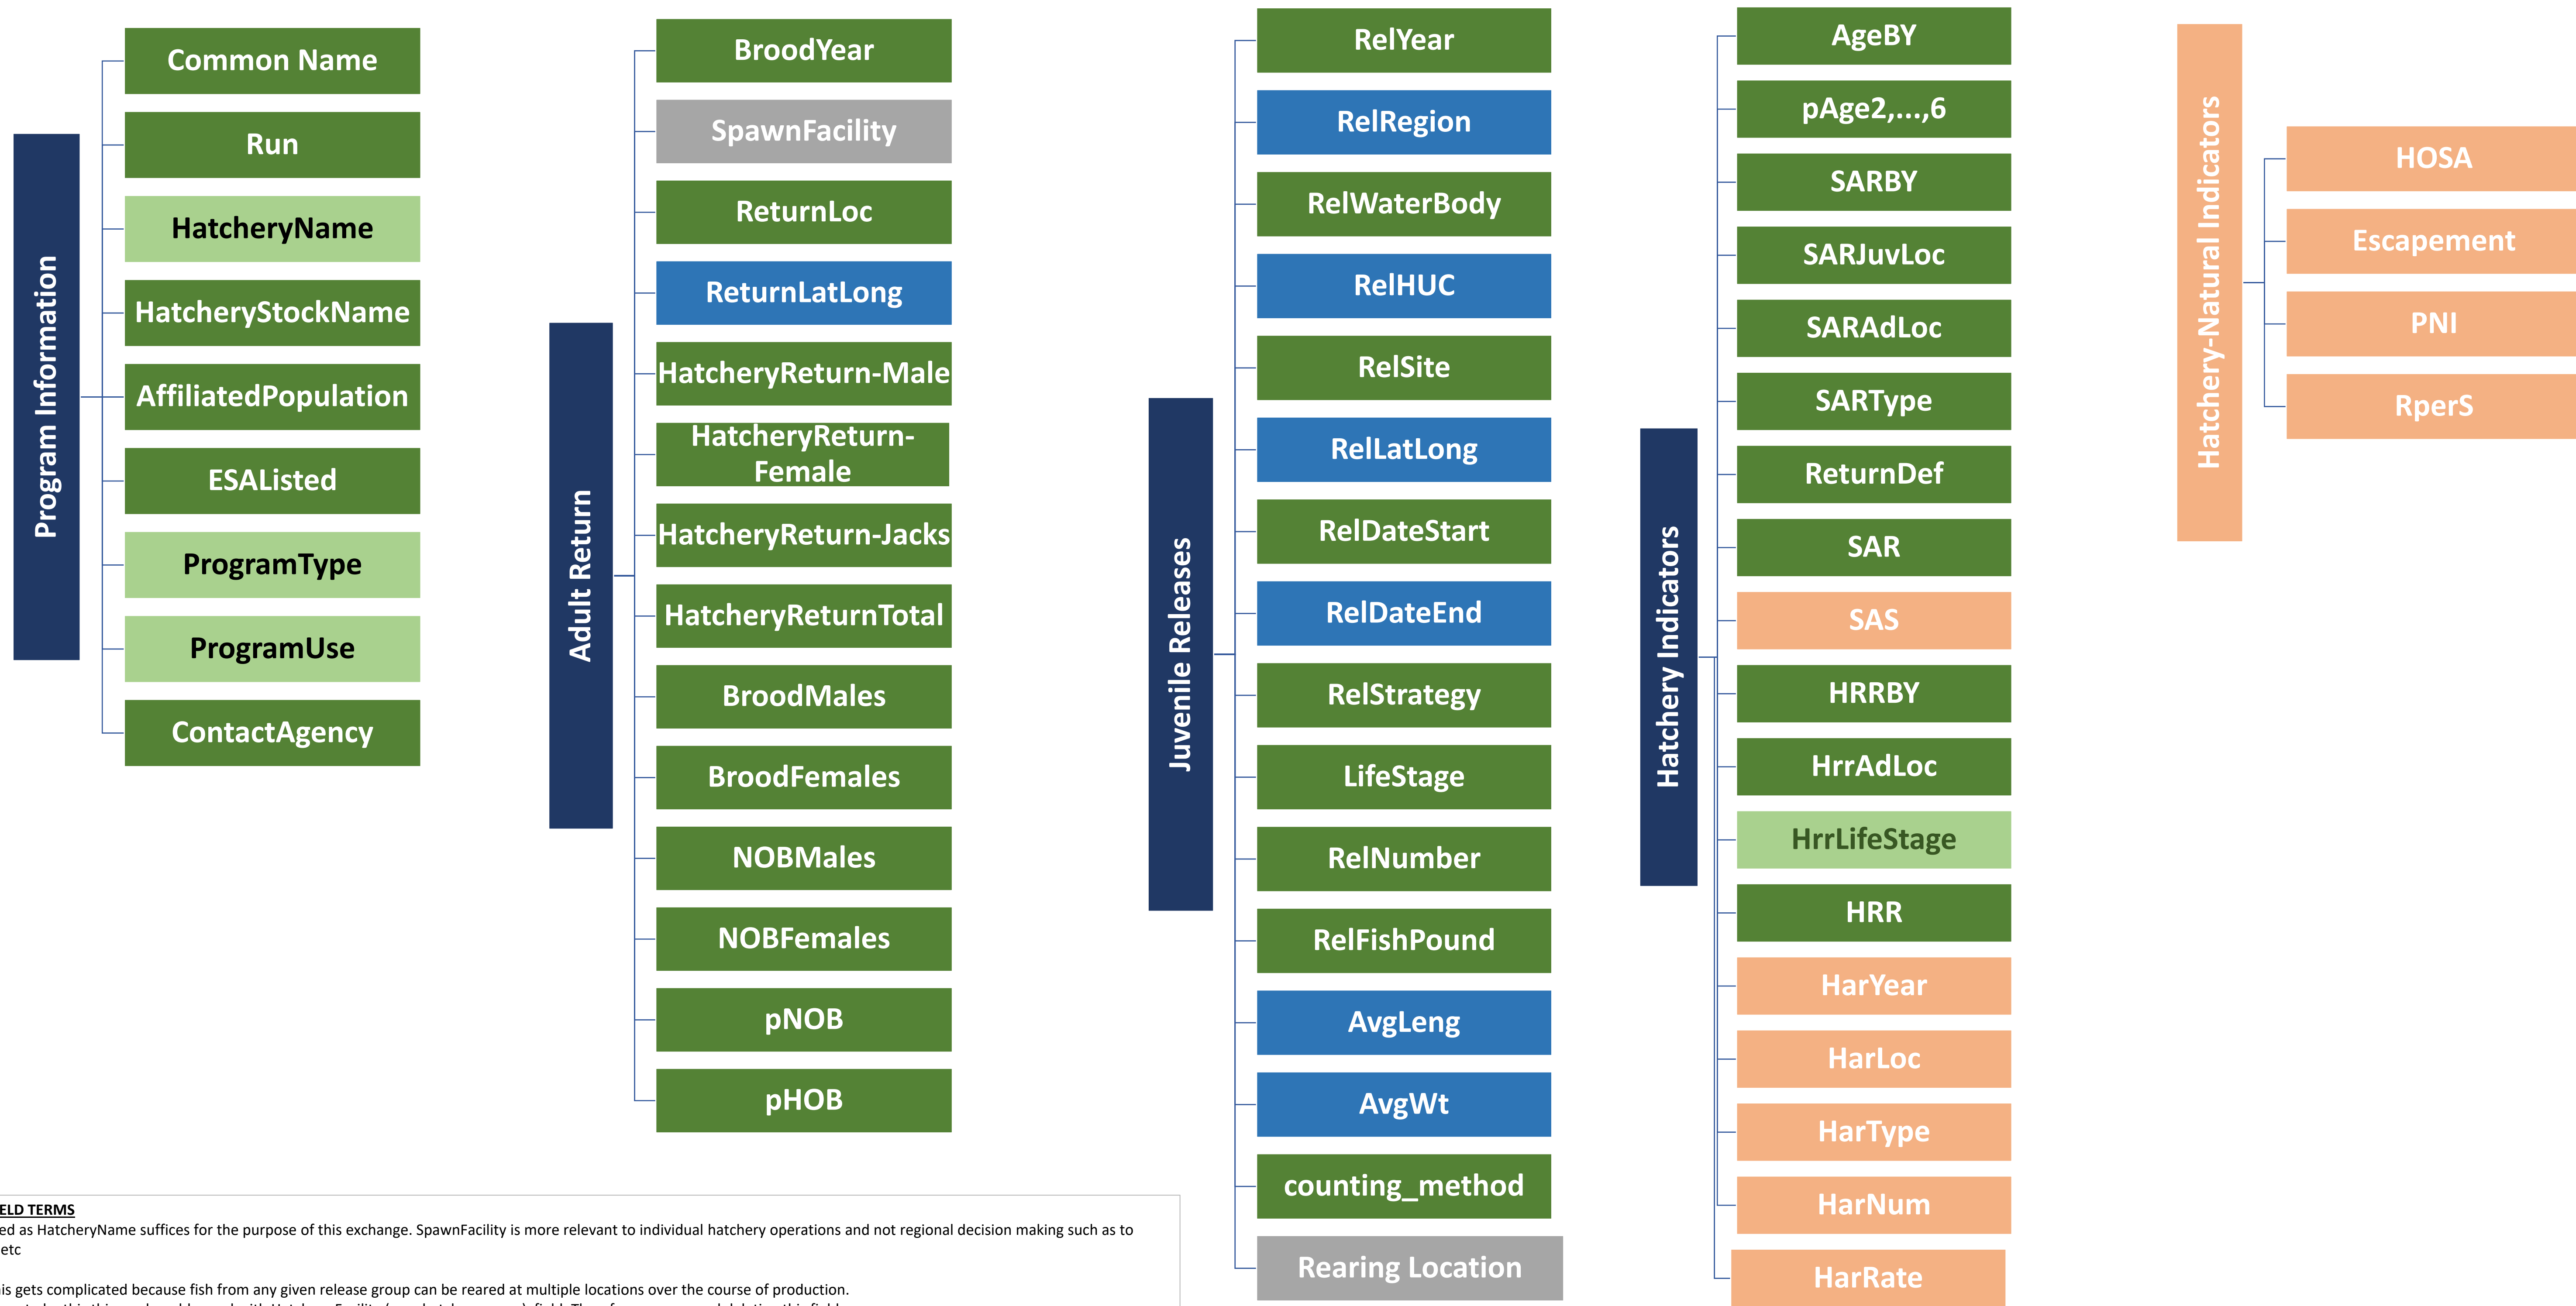 Program Information
Common Name
Run
HatcheryName
HatcheryStockName
AffiliatedPopulation
ESAListed
ProgramType
ProgramUse
ContactAgency
Adult Return
BroodYear
SpawnFacility
ReturnLoc
ReturnLatLong
HatcheryReturn-Male
HatcheryReturn-
Female
HatcheryReturn-Jacks
HatcheryReturnTotal
BroodMales
BroodFemales
NOBMales
NOBFemales
pNOB
pHOB
Juvenile Releases
RelYear
RelRegion
RelWaterBody
RelHUC
RelSite
RelLatLong
RelDateStart
RelDateEnd
RelStrategy
LifeStage
RelNumber
RelFishPound
AvgLeng
AvgWt
counting_method
Rearing Location
Hatchery Indicators
AgeBY
pAge2,...,6
SARBY
SARJuvLoc
SARAdLoc
SARType
ReturnDef
SAR
SAS
HRRBY
HrrAdLoc
HrrLifeStage
HRR
HarYear
HarLoc
HarType
HarNum
HarRate
Hatchery-Natural Indicators
HOSA
Escapement
PNI
RperS
ELD TERMS
ed as HatcheryName suffices for the purpose of this exchange. SpawnFacility is more relevant to individual hatchery operations and not regional decision making such as to
etc
is gets complicated because fish from any given release group can be reared at multiple locations over the course of production.